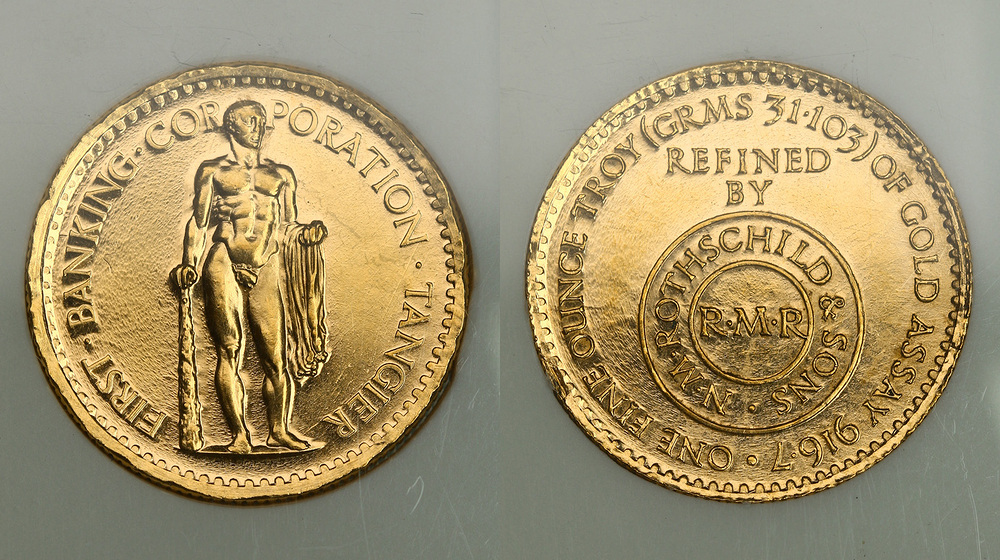 FIRST · BANKING · CORPORATION · TANGIER
ONE FINE OUNCE TROY (GRMS 31·103) OF GOLD ASSAY 916·7 ·
REFINED
BY
N·M·ROTHSCHILD & SONS ·
R·M·R